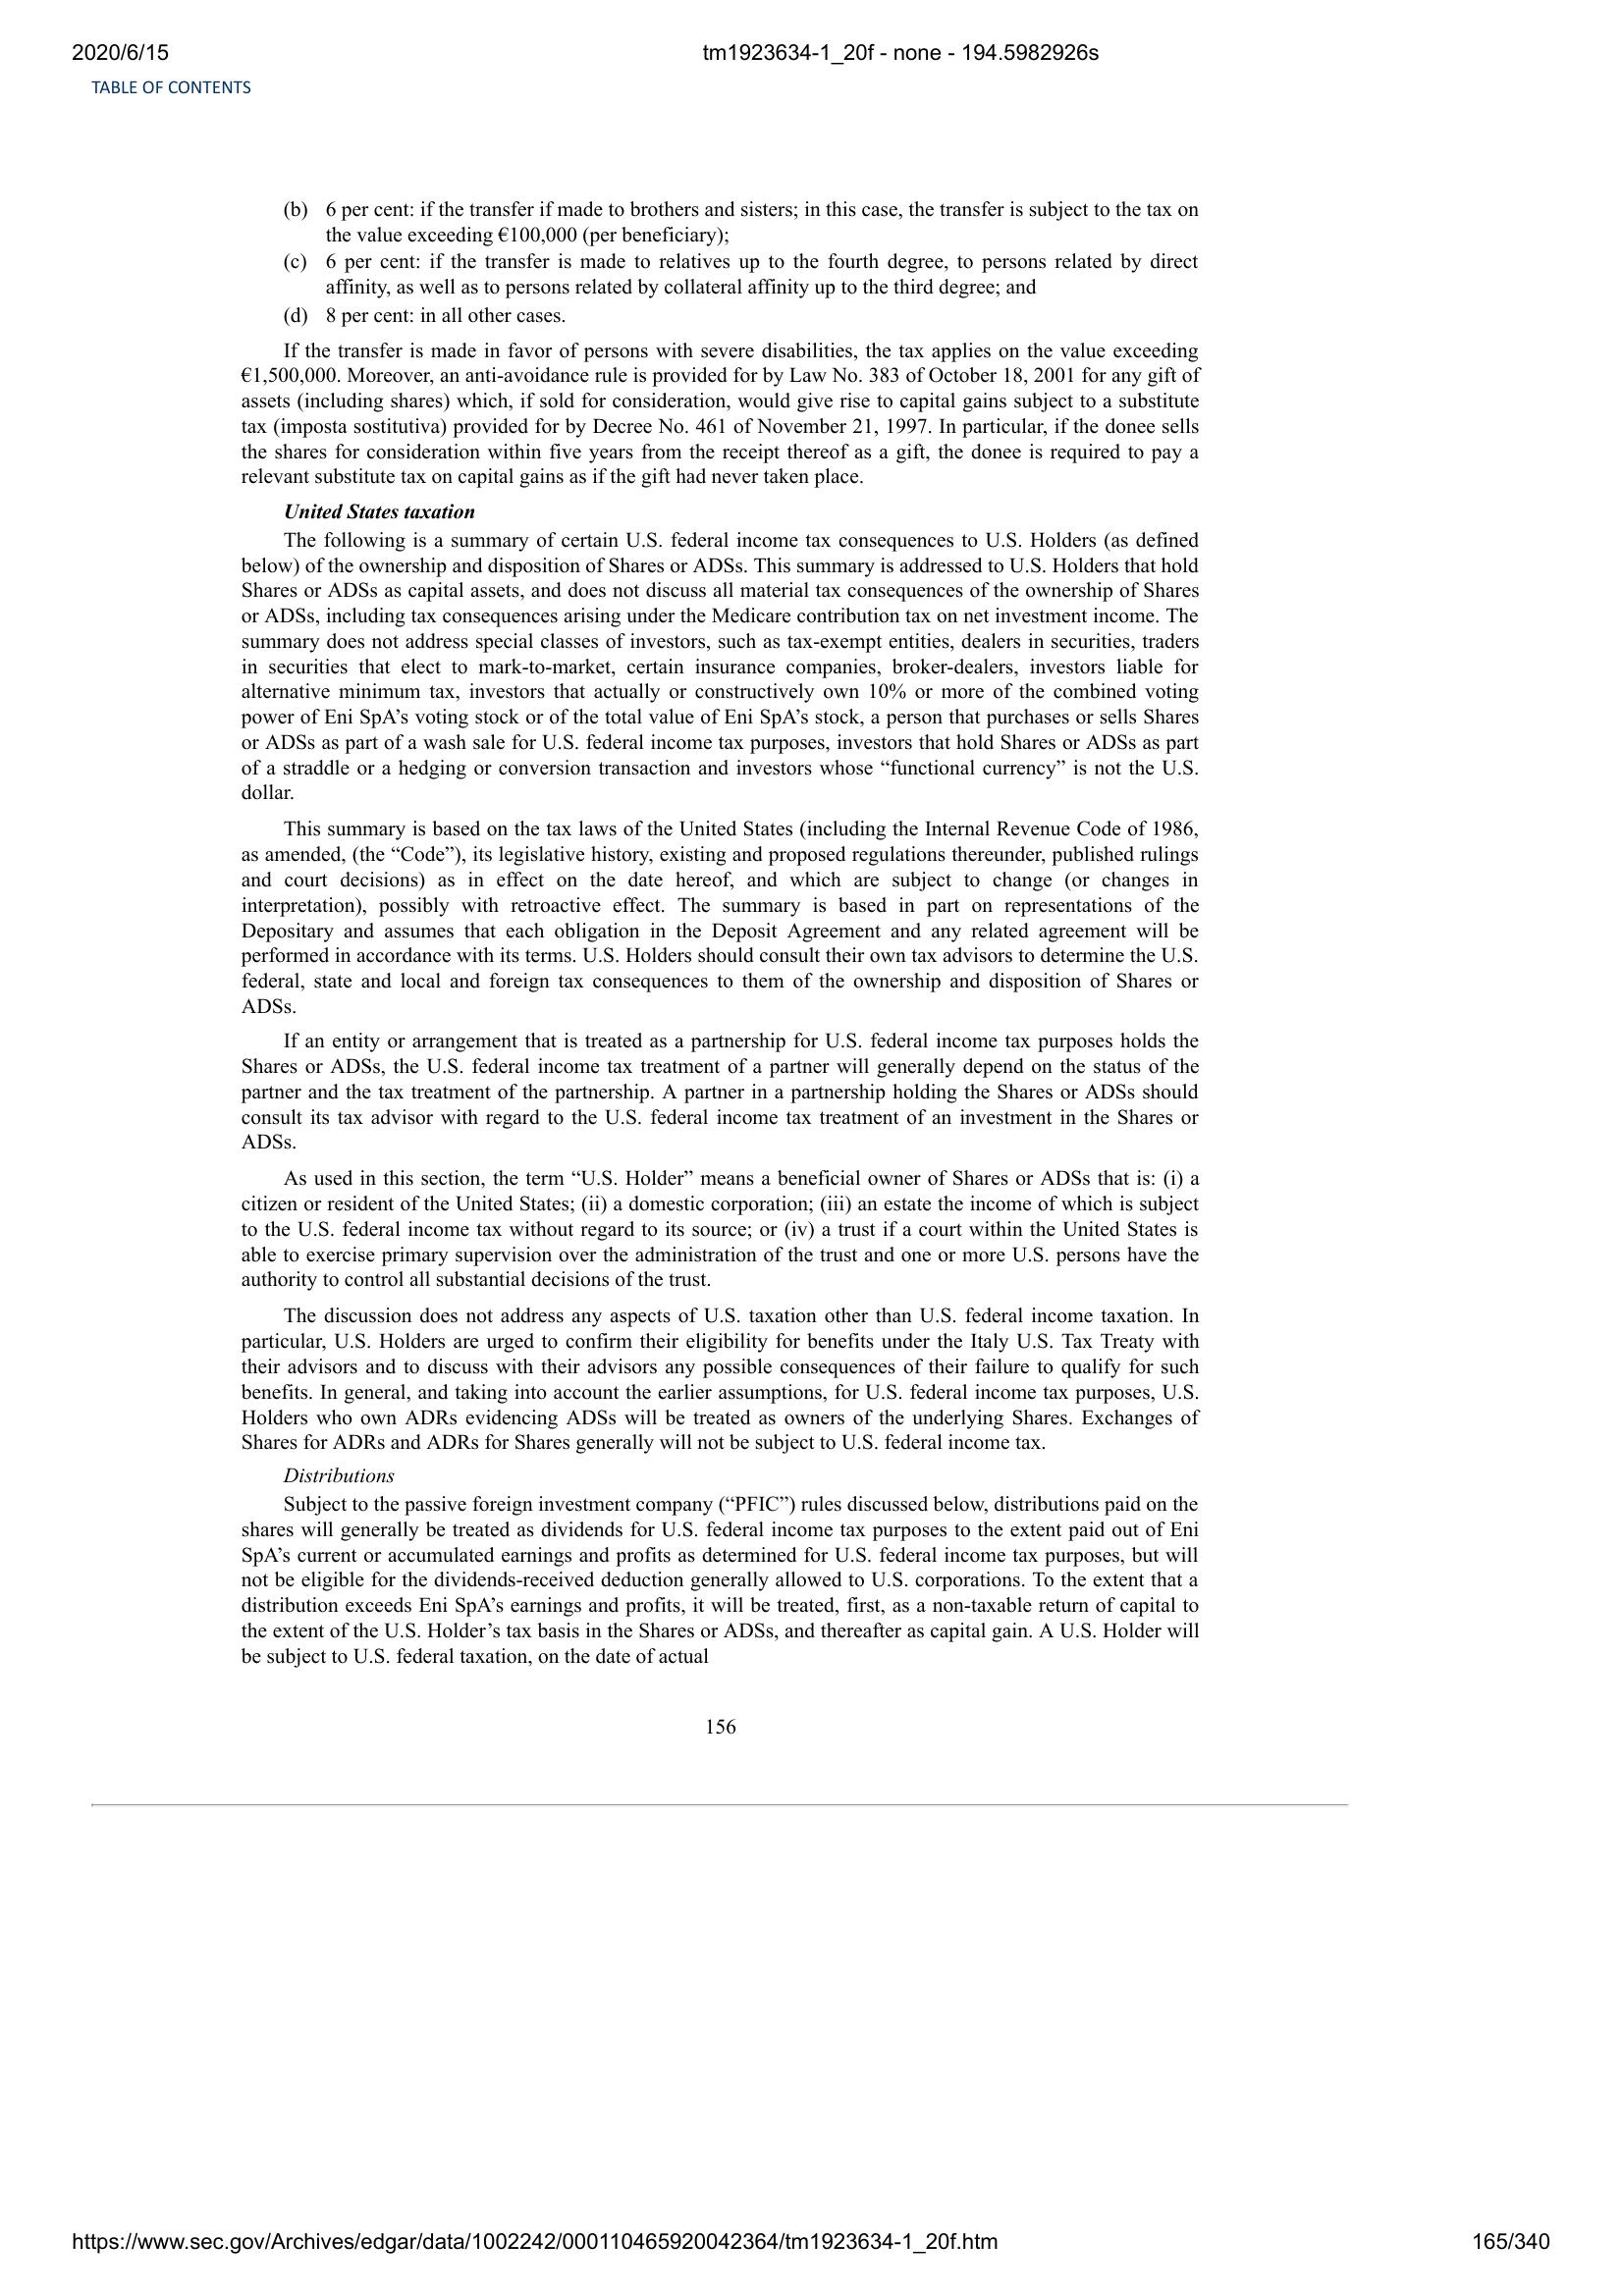 2020/6/15
tm1923634-1_20f - none - 194.5982926s
TABLE OF CONTENTS
(b) 6 per cent: if the transfer if made to brothers and sisters; in this case, the transfer is subject to the tax on
the value exceeding €100,000 (per beneficiary);
(c) 6 per cent: if the transfer is made to relatives up to the fourth degree, to persons related by direct
affinity, as well as to persons related by collateral affinity up to the third degree; and
(d) 8 per cent: in all other cases.
If the transfer is made in favor of persons with severe disabilities, the tax applies on the value exceeding
€1,500,000. Moreover, an anti-avoidance rule is provided for by Law No. 383 of October 18, 2001 for any gift of
assets (including shares) which, if sold for consideration, would give rise to capital gains subject to a substitute
tax (imposta sostitutiva) provided for by Decree No. 461 of November 21, 1997. In particular, if the donee sells
the shares for consideration within five years from the receipt thereof as a gift, the donee is required to pay a
relevant substitute tax on capital gains as if the gift had never taken place.
United States taxation
The following is a summary of certain U.S. federal income tax consequences to U.S. Holders (as defined
below) of the ownership and disposition of Shares or ADSs. This summary is addressed to U.S. Holders that hold
Shares or ADSs as capital assets, and does not discuss all material tax consequences of the ownership of Shares
or ADSs, including tax consequences arising under the Medicare contribution tax on net investment income. The
summary does not address special classes of investors, such as tax-exempt entities, dealers in securities, traders
in securities that elect to mark-to-market, certain insurance companies, broker-dealers, investors liable for
alternative minimum tax, investors that actually or constructively own 10% or more of the combined voting
power of Eni SpA’s voting stock or of the total value of Eni SpA’s stock, a person that purchases or sells Shares
or ADSs as part of a wash sale for U.S. federal income tax purposes, investors that hold Shares or ADSs as part
of a straddle or a hedging or conversion transaction and investors whose “functional currency” is not the U.S.
dollar.
This summary is based on the tax laws of the United States (including the Internal Revenue Code of 1986,
as amended, (the “Code”), its legislative history, existing and proposed regulations thereunder, published rulings
and court decisions) as in effect on the date hereof, and which are subject to change (or changes in
interpretation), possibly with retroactive effect. The summary is based in part on representations of the
Depositary and assumes that each obligation in the Deposit Agreement and any related agreement will be
performed in accordance with its terms. U.S. Holders should consult their own tax advisors to determine the U.S.
federal, state and local and foreign tax consequences to them of the ownership and disposition of Shares or
ADSs.
If an entity or arrangement that is treated as a partnership for U.S. federal income tax purposes holds the
Shares or ADSs, the U.S. federal income tax treatment of a partner will generally depend on the status of the
partner and the tax treatment of the partnership. A partner in a partnership holding the Shares or ADSs should
consult its tax advisor with regard to the U.S. federal income tax treatment of an investment in the Shares or
ADSs.
As used in this section, the term “U.S. Holder” means a beneficial owner of Shares or ADSs that is: (i) a
citizen or resident of the United States; (ii) a domestic corporation; (iii) an estate the income of which is subject
to the U.S. federal income tax without regard to its source; or (iv) a trust if a court within the United States is
able to exercise primary supervision over the administration of the trust and one or more U.S. persons have the
authority to control all substantial decisions of the trust.
The discussion does not address any aspects of U.S. taxation other than U.S. federal income taxation. In
particular, U.S. Holders are urged to confirm their eligibility for benefits under the Italy U.S. Tax Treaty with
their advisors and to discuss with their advisors any possible consequences of their failure to qualify for such
benefits. In general, and taking into account the earlier assumptions, for U.S. federal income tax purposes, U.S.
Holders who own ADRs evidencing ADSs will be treated as owners of the underlying Shares. Exchanges of
Shares for ADRs and ADRs for Shares generally will not be subject to U.S. federal income tax.
Distributions
Subject to the passive foreign investment company (“PFIC”) rules discussed below, distributions paid on the
shares will generally be treated as dividends for U.S. federal income tax purposes to the extent paid out of Eni
SpA’s current or accumulated earnings and profits as determined for U.S. federal income tax purposes, but will
not be eligible for the dividends-received deduction generally allowed to U.S. corporations. To the extent that a
distribution exceeds Eni SpA’s earnings and profits, it will be treated, first, as a non-taxable return of capital to
the extent of the U.S. Holder’s tax basis in the Shares or ADSs, and thereafter as capital gain. A U.S. Holder will
be subject to U.S. federal taxation, on the date of actual
156
https://www.sec.gov/Archives/edgar/data/1002242/000110465920042364/tm1923634-1_20f.htm
165/340